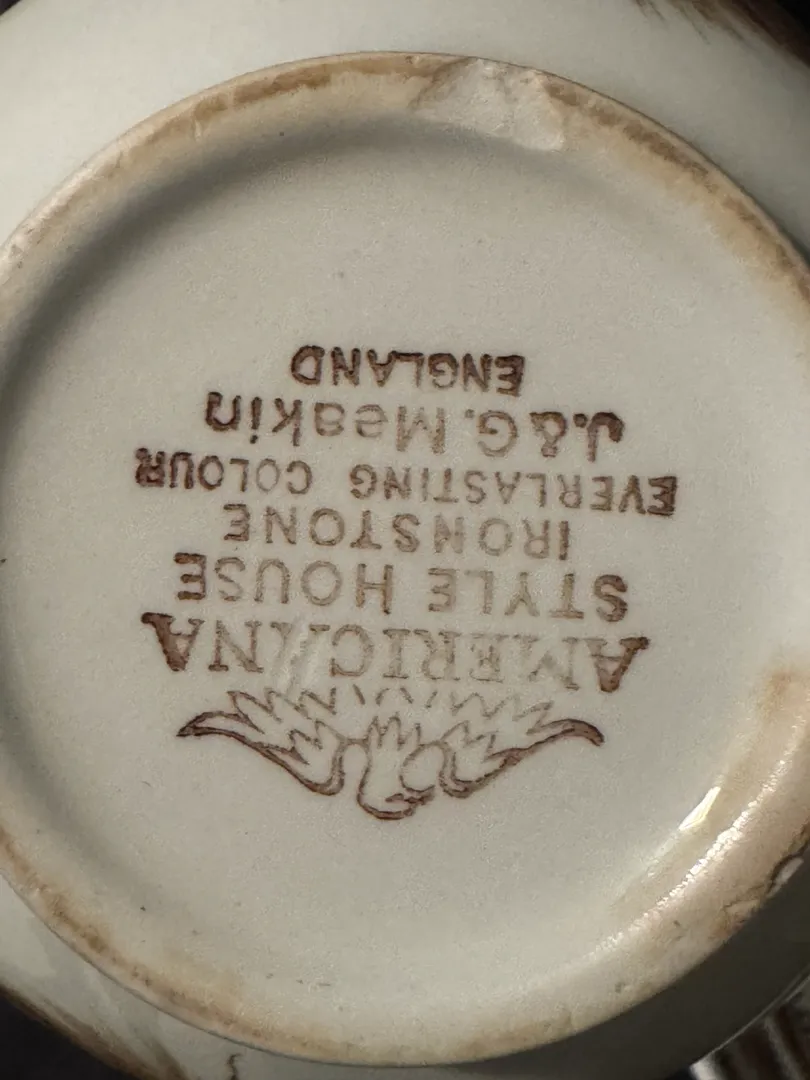 AMERICANA
STYLE HOUSE
IRONSTONE
EVERLASTING COLOUR
J.&G. Meakin
ENGLAND